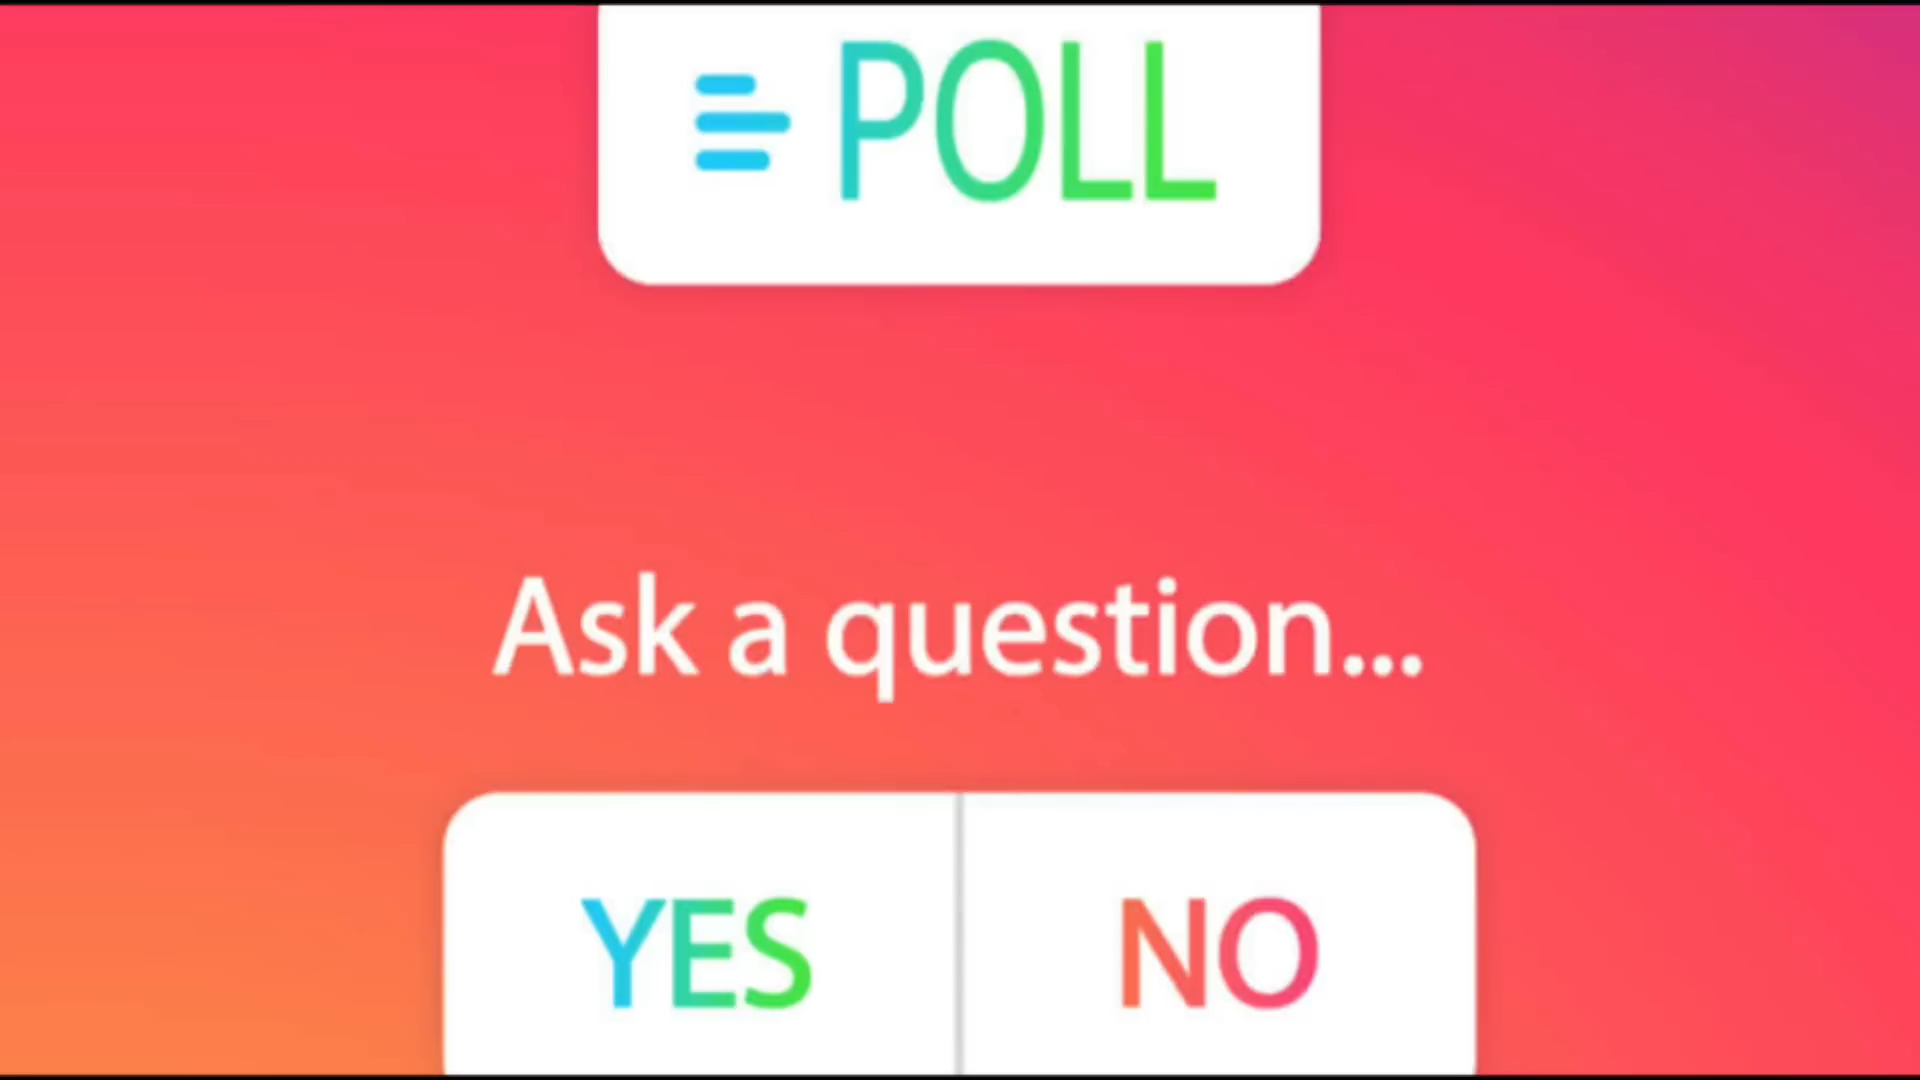 POLL
Ask a question...
YES NO